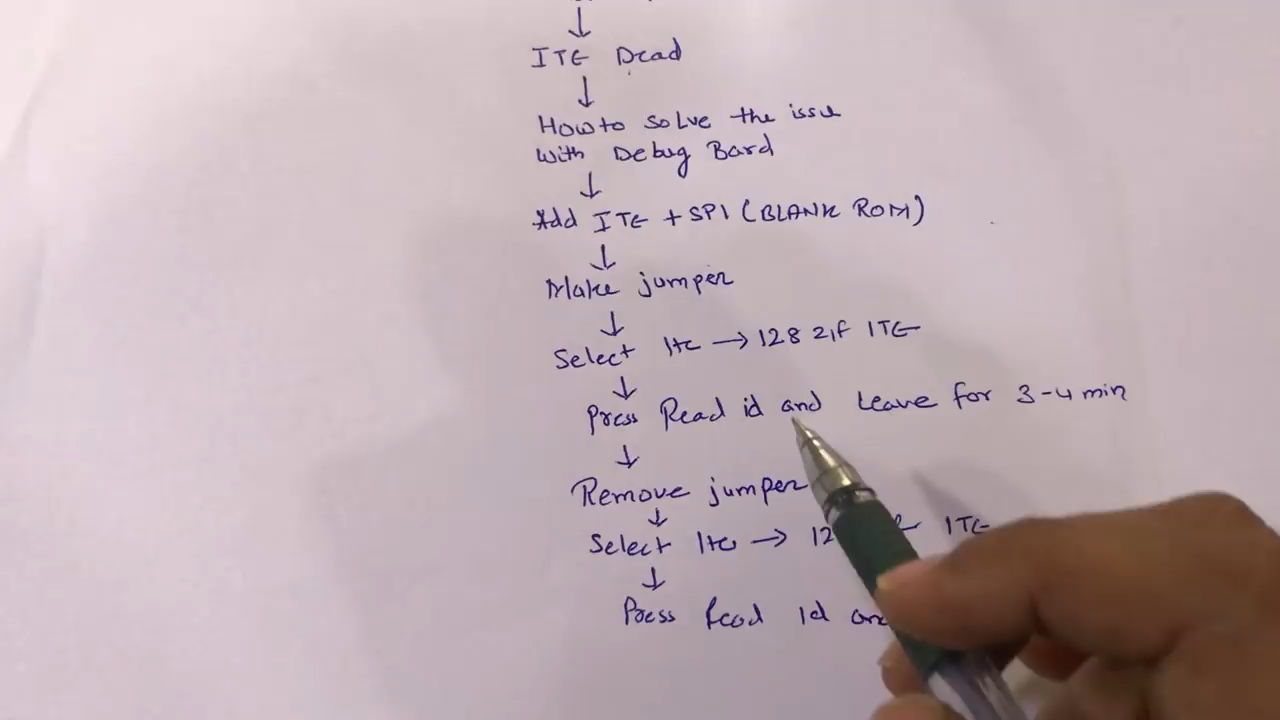 ↓
ITE Dead
↓
How to solve the issue
with Debug Bard
↓
Add ITE + SPI (BLANK ROM)
↓
Make jumper
↓
Select Ite → 128 zif ITE
↓
Press Read id and Leave for 3-4 min
↓
Remove jumper
↓
Select Ite → 12 ITE
↓
Press Read id